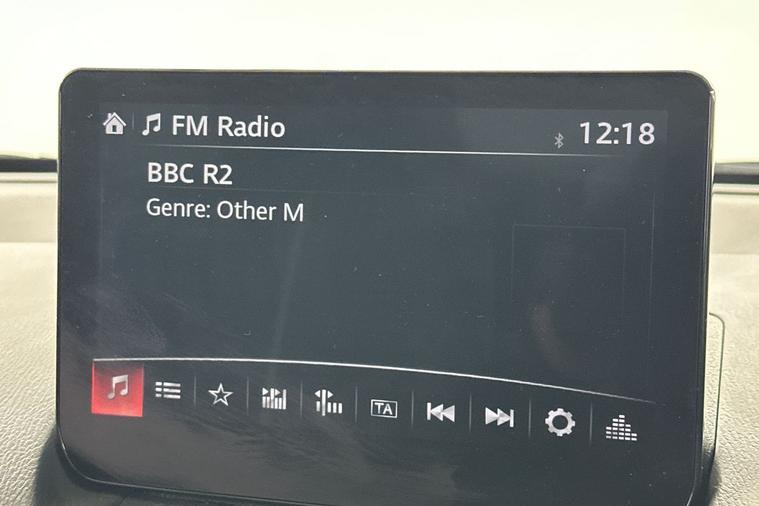 FM Radio
12:18
BBC R2
Genre: Other M
TA